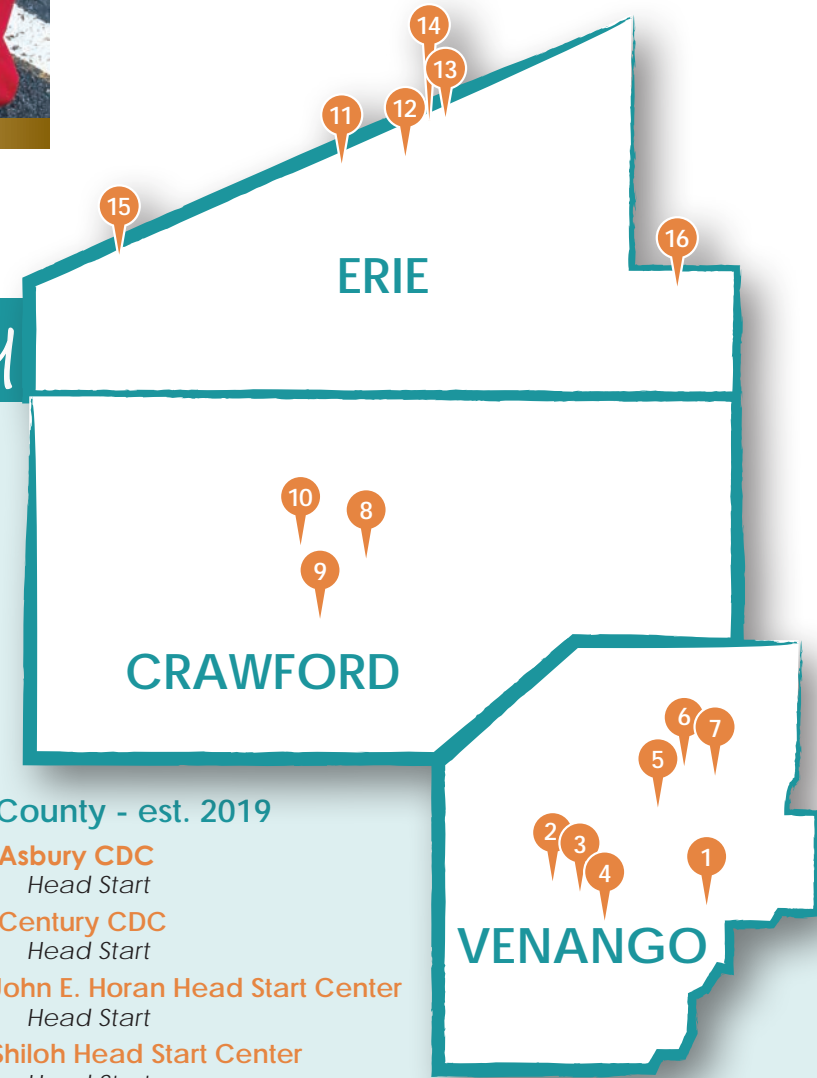 14
13
12
11
15
16
ERIE
10
8
9
CRAWFORD
6
7
5
2
3
1
4
VENANGO
County - est. 2019
Asbury CDC
Head Start
Century CDC
Head Start
John E. Horan Head Start Center
Head Start
Shiloh Head Start Center